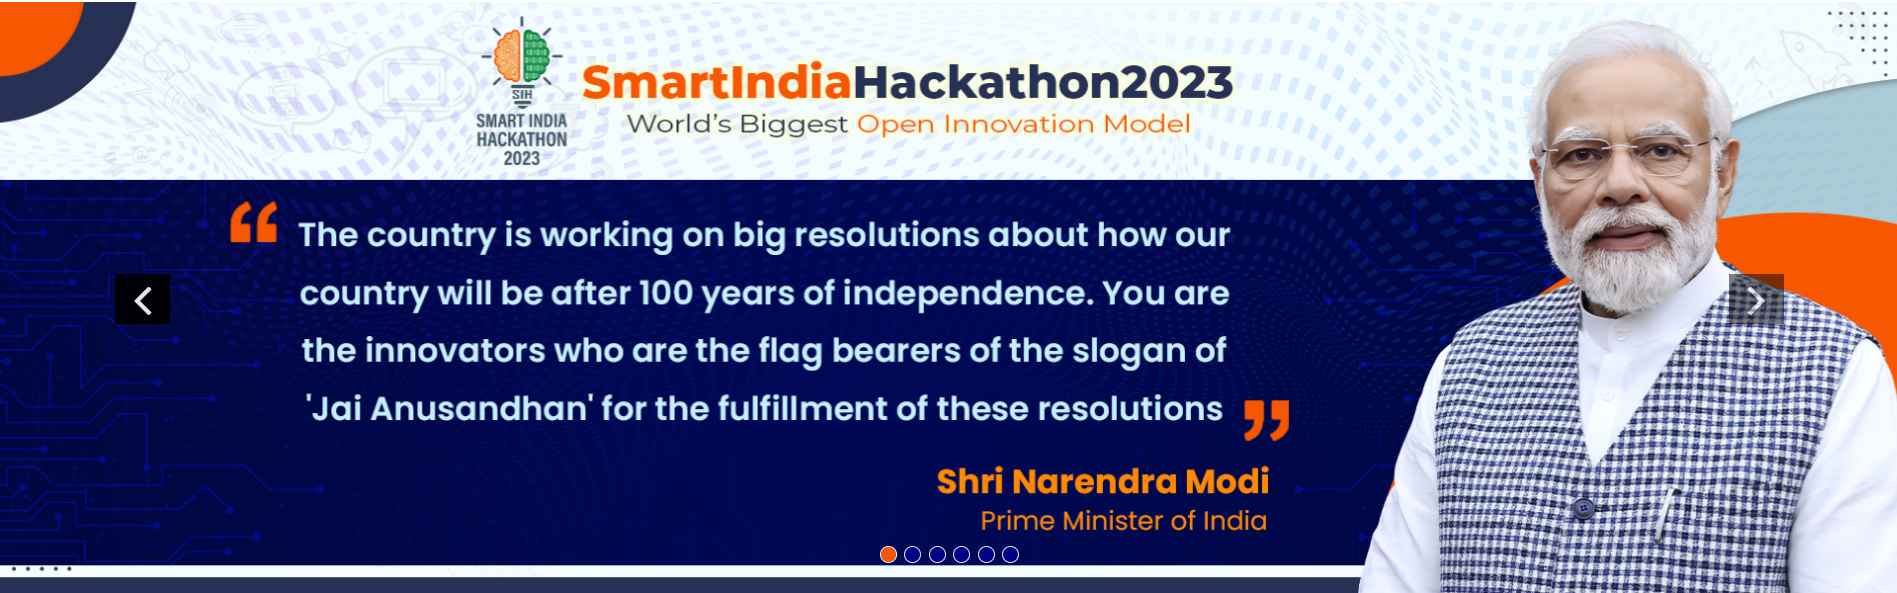 SIH
SMART INDIA
HACKATHON
2023
SmartIndiaHackathon2023
World's Biggest Open Innovation Model
“ The country is working on big resolutions about how our
country will be after 100 years of independence. You are
the innovators who are the flag bearers of the slogan of
'Jai Anusandhan' for the fulfillment of these resolutions ”
Shri Narendra Modi
Prime Minister of India